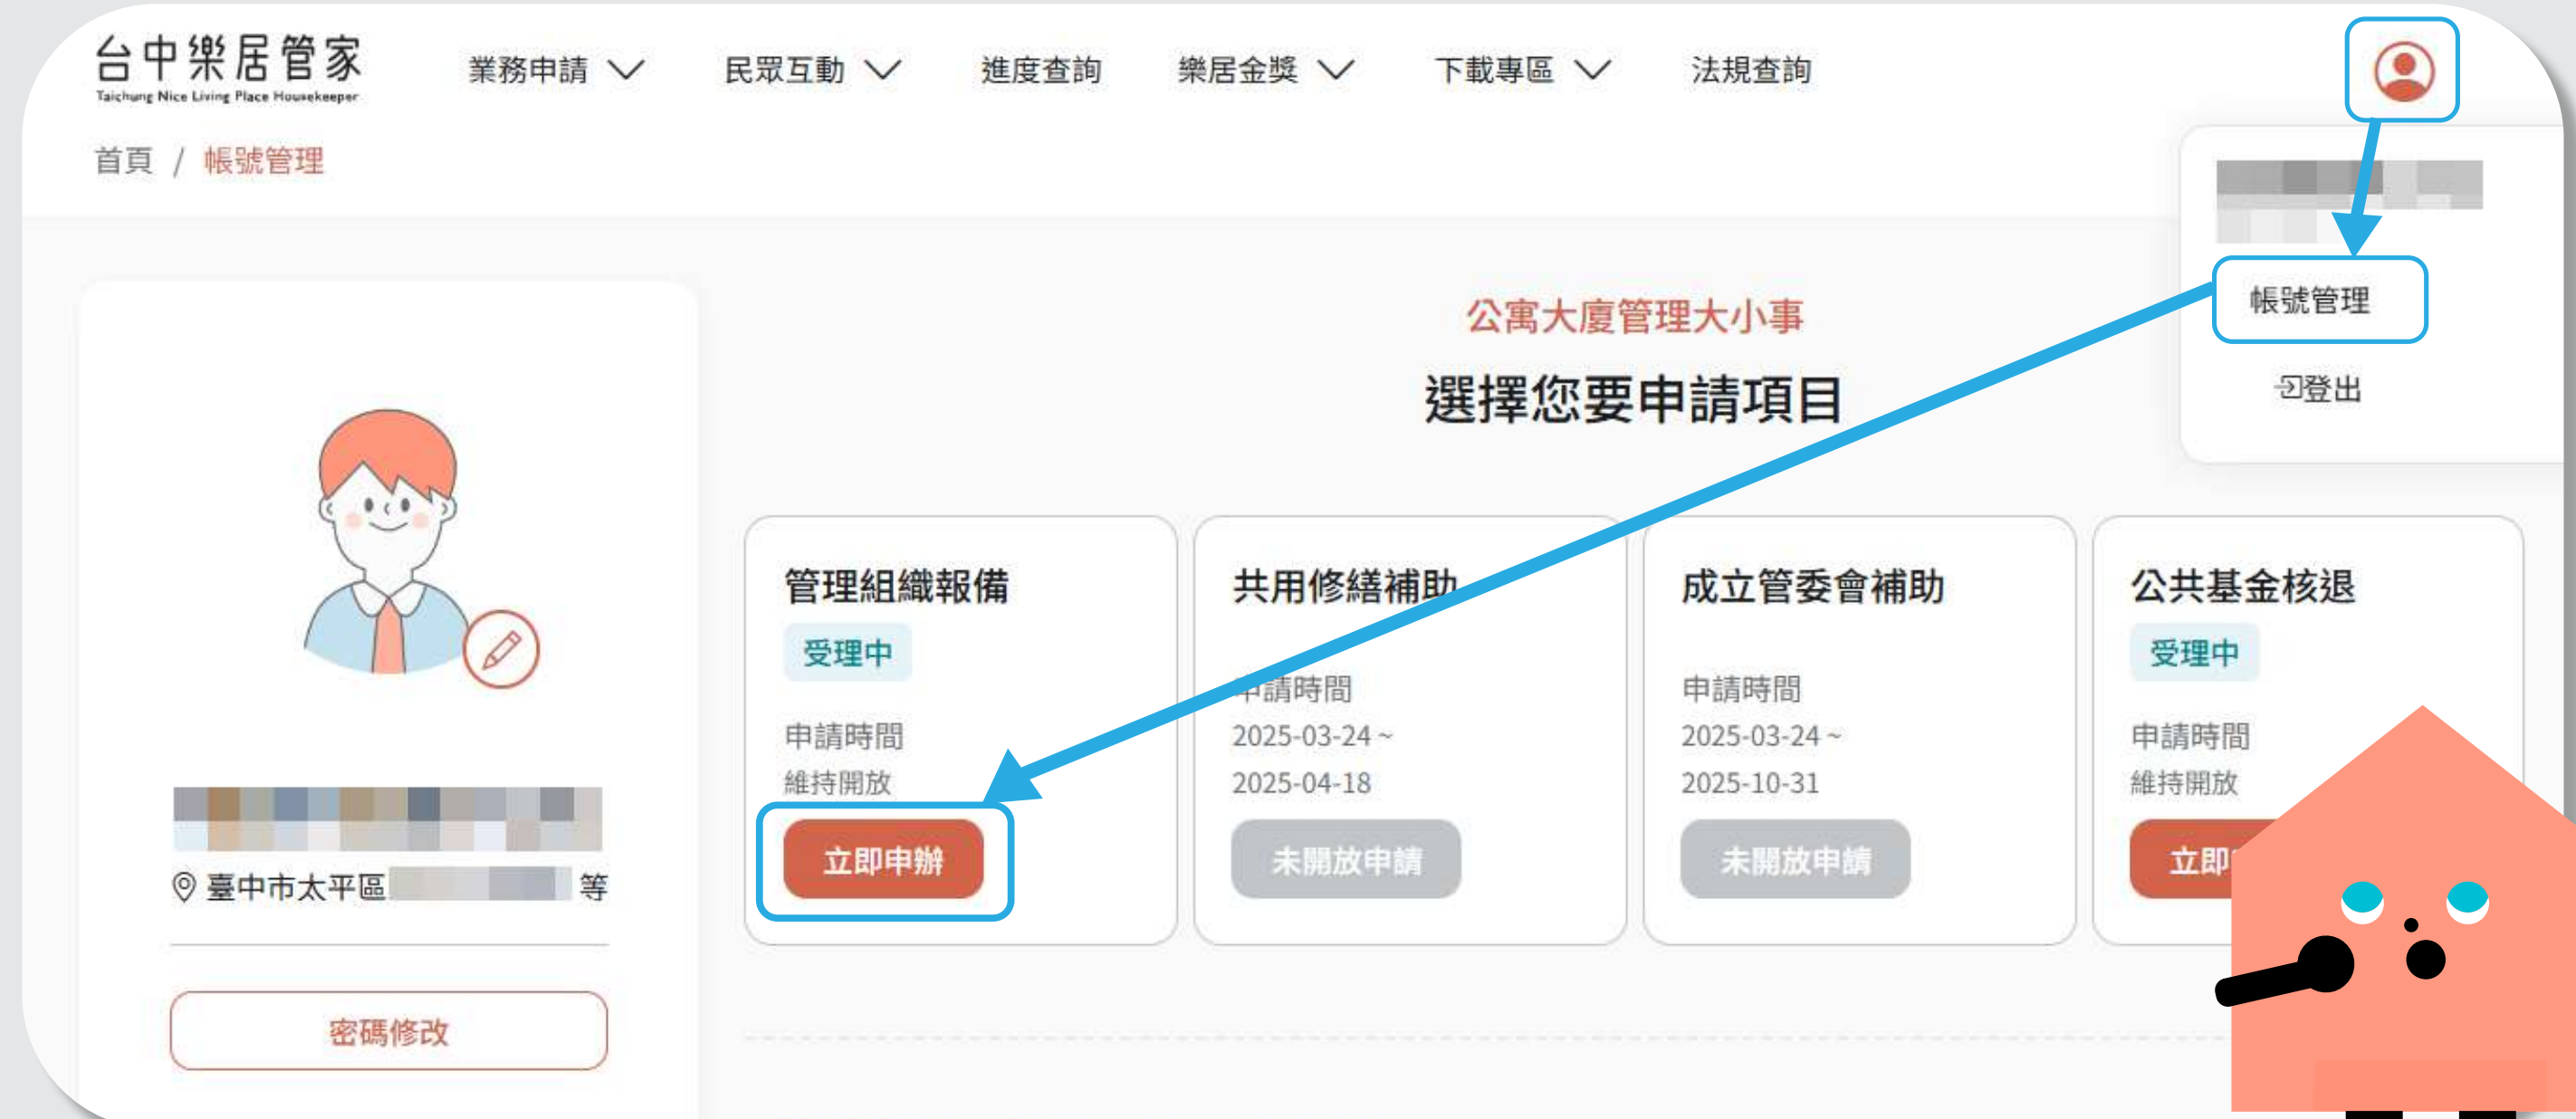 台中樂居管家
Taichung Nice Living Place Housekeeper
業務申請
民眾互動
進度查詢
樂居金獎
下載專區
法規查詢
首頁 / 帳號管理
帳號管理
登出
公寓大廈管理大小事
選擇您要申請項目
臺中市太平區 等
密碼修改
管理組織報備
受理中
申請時間
維持開放
立即申辦
共用修繕補助
申請時間
2025-03-24 ~
2025-04-18
未開放申請
成立管委會補助
申請時間
2025-03-24 ~
2025-10-31
未開放申請
公共基金核退
受理中
申請時間
維持開放
立即